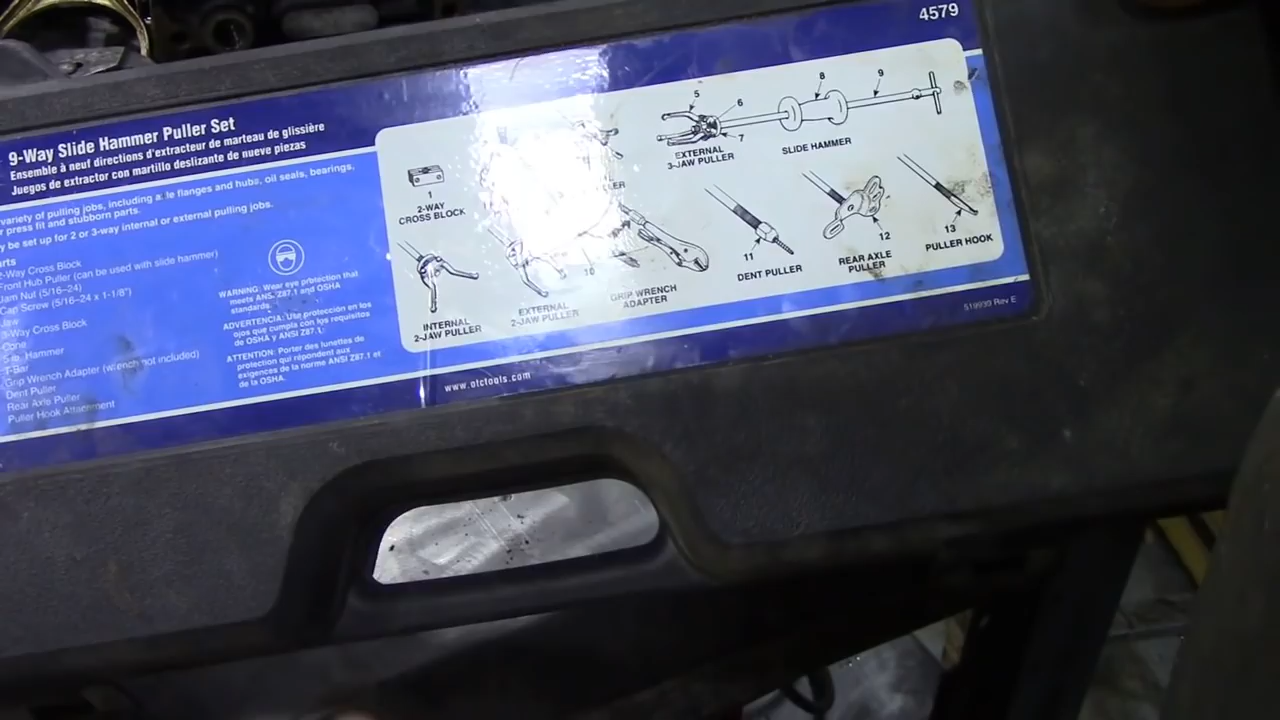 4579
9-Way Slide Hammer Puller Set
Ensemble à neuf directions d'extracteur de marteau de glissière
Juegos de extractor con martillo deslizante de nueve piezas
variety of pulling jobs, including a le flanges and hubs, oil seals, bearings,
r press fit and stubborn parts.
y be set up for 2 or 3-way internal or external pulling jobs.
rts
2-Way Cross Block
Front Hub Puller (can be used with slide hammer)
Jam Nut (5/16–24)
Cap Screw (5/16–24 x 1-1/8")
Jaw
3-Way Cross Block
Cone
5 lb. Hammer
T-Bar
Grip Wrench Adapter (wrench not included)
Dent Puller
Rear Axle Puller
Puller Hook Attachment
WARNING: Wear eye protection that
meets ANSI Z87.1 and OSHA
standards.
ADVERTENCIA: Use protección en los
ojos que cumpla con los requisitos
de OSHA y ANSI Z87.1.
ATTENTION: Porter des lunettes de
protection qui répondent aux
exigences de la norme ANSI Z87.1 et
de la OSHA.
1
2-WAY
CROSS BLOCK
LER
5
6
7
EXTERNAL
3-JAW PULLER
8
9
SLIDE HAMMER
INTERNAL
2-JAW PULLER
EXTERNAL
2-JAW PULLER
10
GRIP WRENCH
ADAPTER
11
DENT PULLER
12
REAR AXLE
PULLER
13
PULLER HOOK
www.otctools.com
519939 Rev E